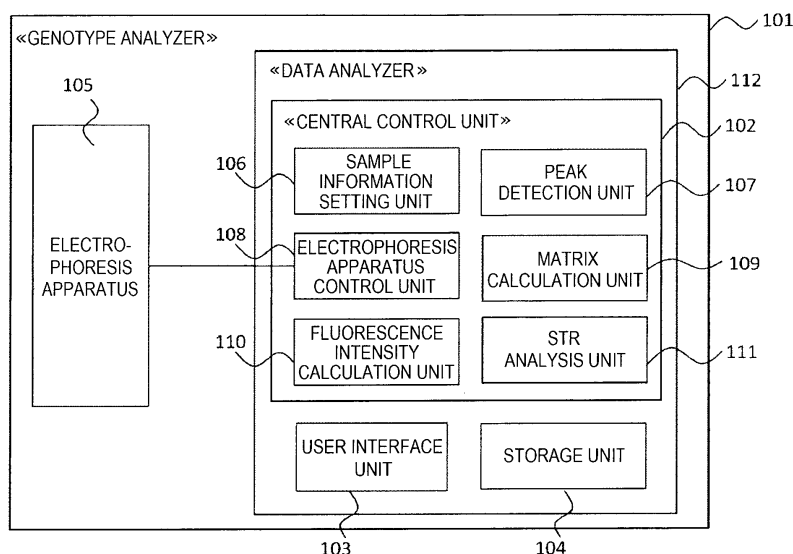 101
«GENOTYPE ANALYZER»
«DATA ANALYZER»
112
105
«CENTRAL CONTROL UNIT»
102
106
SAMPLE
INFORMATION
SETTING UNIT
PEAK
DETECTION UNIT
107
108
ELECTRO-
PHORESIS
APPARATUS
ELECTROPHORESIS
APPARATUS
CONTROL UNIT
MATRIX
CALCULATION UNIT
109
110
FLUORESCENCE
INTENSITY
CALCULATION UNIT
STR
ANALYSIS UNIT
111
USER INTERFACE
UNIT
STORAGE UNIT
103
104